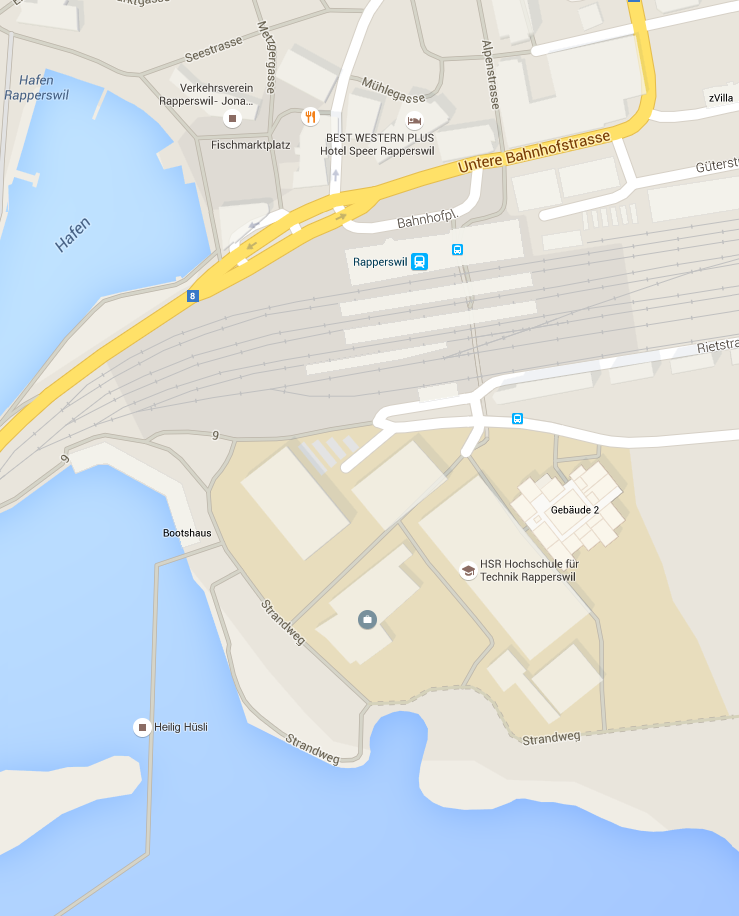 Seestrasse
Metzgergasse
Hafen
Rapperswil
Verkehrsverein
Rapperswil- Jona...
Mühlegasse
Alpenstrasse
zVilla
BEST WESTERN PLUS
Hotel Speer Rapperswil
Fischmarktplatz
Untere Bahnhofstrasse
Hafen
Bahnhofpl.
Rapperswil
8
9
9
Gebäude 2
Bootshaus
HSR Hochschule für
Technik Rapperswil
Strandweg
Heilig Hüsli
Strandweg
Strandweg